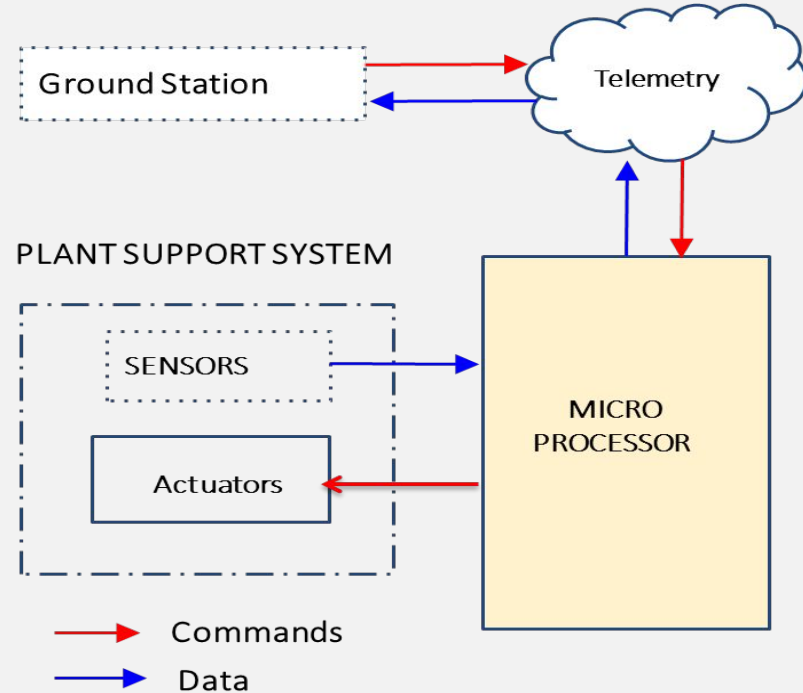 Ground Station
Telemetry
PLANT SUPPORT SYSTEM
SENSORS
Actuators
MICRO
PROCESSOR
Commands
Data